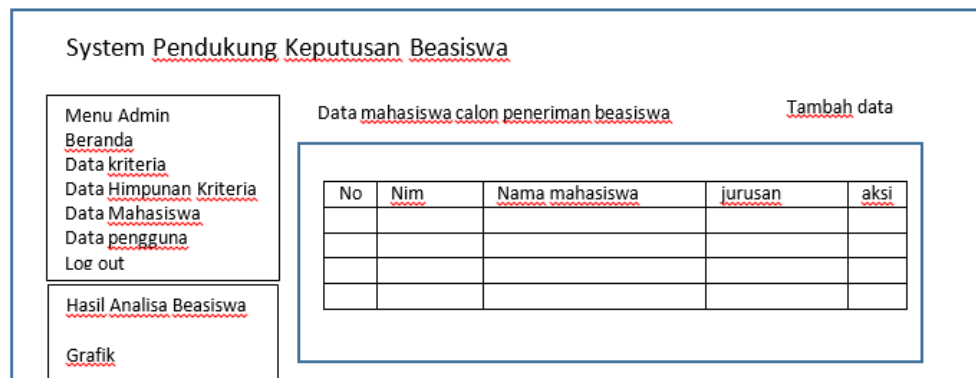 System Pendukung Keputusan Beasiswa
Menu Admin
Beranda
Data kriteria
Data Himpunan Kriteria
Data Mahasiswa
Data pengguna
Log out
Hasil Analisa Beasiswa
Grafik
Data mahasiswa calon peneriman beasiswa
Tambah data
No Nim Nama mahasiswa jurusan aksi